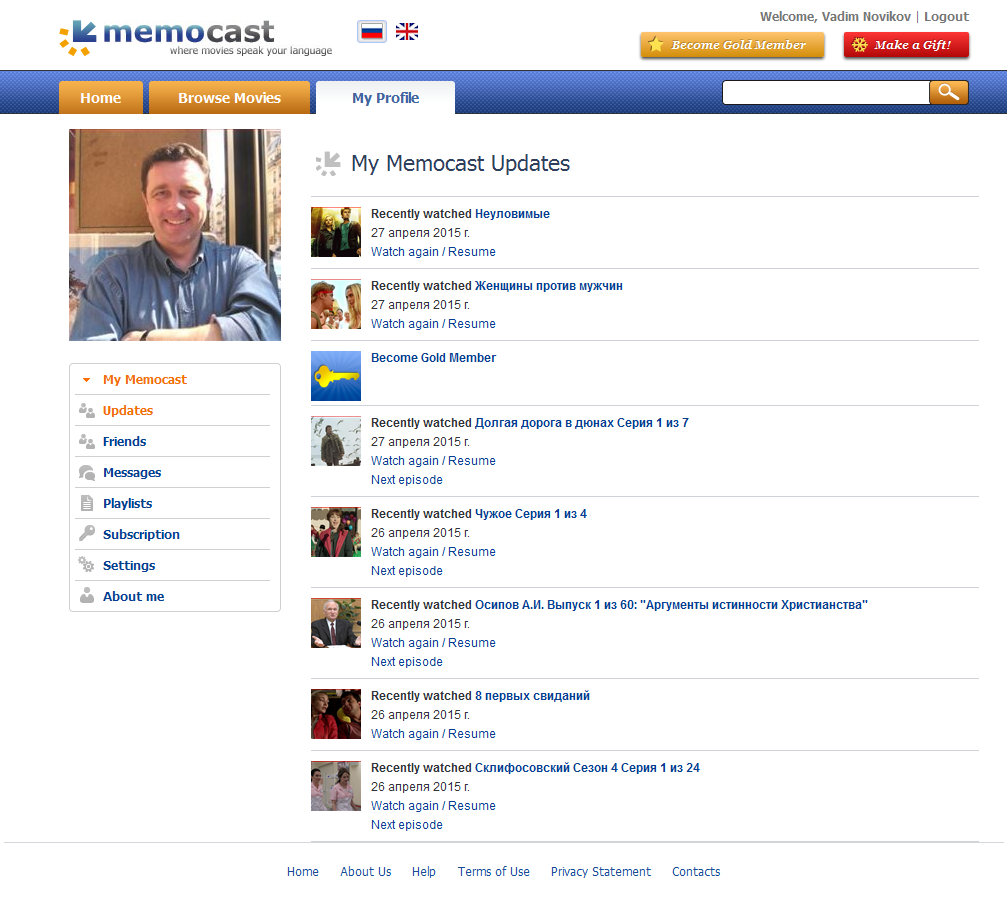 memocast
where movies speak your language
Welcome, Vadim Novikov | Logout
Become Gold Member
Make a Gift!
Home
Browse Movies
My Profile
My Memocast Updates
Recently watched Неуловимые
27 апреля 2015 г.
Watch again / Resume
Recently watched Женщины против мужчин
27 апреля 2015 г.
Watch again / Resume
Become Gold Member
Recently watched Долгая дорога в дюнах Серия 1 из 7
27 апреля 2015 г.
Watch again / Resume
Next episode
Recently watched Чужое Серия 1 из 4
26 апреля 2015 г.
Watch again / Resume
Next episode
Recently watched Осипов А.И. Выпуск 1 из 60: "Аргументы истинности Христианства"
26 апреля 2015 г.
Watch again / Resume
Next episode
Recently watched 8 первых свиданий
26 апреля 2015 г.
Watch again / Resume
Recently watched Склифосовский Сезон 4 Серия 1 из 24
26 апреля 2015 г.
Watch again / Resume
Next episode
My Memocast
Updates
Friends
Messages
Playlists
Subscription
Settings
About me
Home About Us Help Terms of Use Privacy Statement Contacts